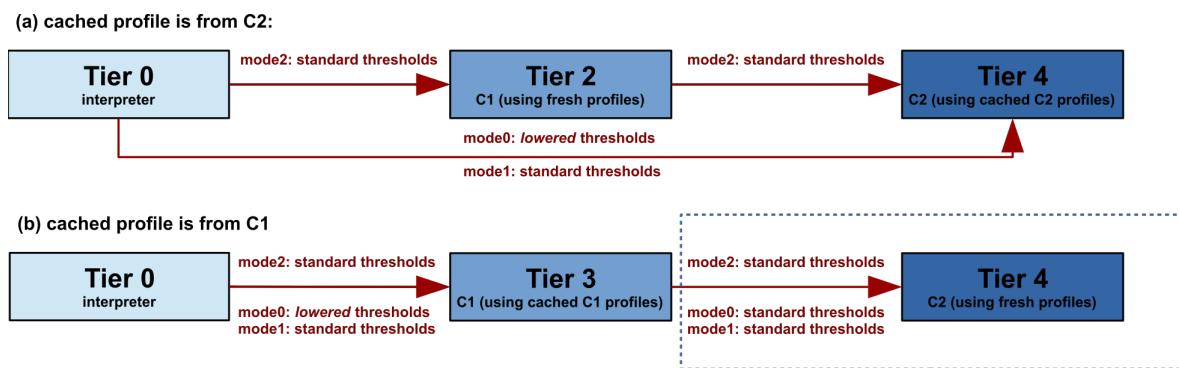 (a) cached profile is from C2:
mode2: standard thresholds
mode2: standard thresholds
Tier 0
interpreter
Tier 2
C1 (using fresh profiles)
Tier 4
C2 (using cached C2 profiles)
mode0: lowered thresholds
mode1: standard thresholds
(b) cached profile is from C1
mode2: standard thresholds
mode2: standard thresholds
Tier 0
interpreter
Tier 3
C1 (using cached C1 profiles)
Tier 4
C2 (using fresh profiles)
mode0: lowered thresholds
mode1: standard thresholds
mode0: standard thresholds
mode1: standard thresholds